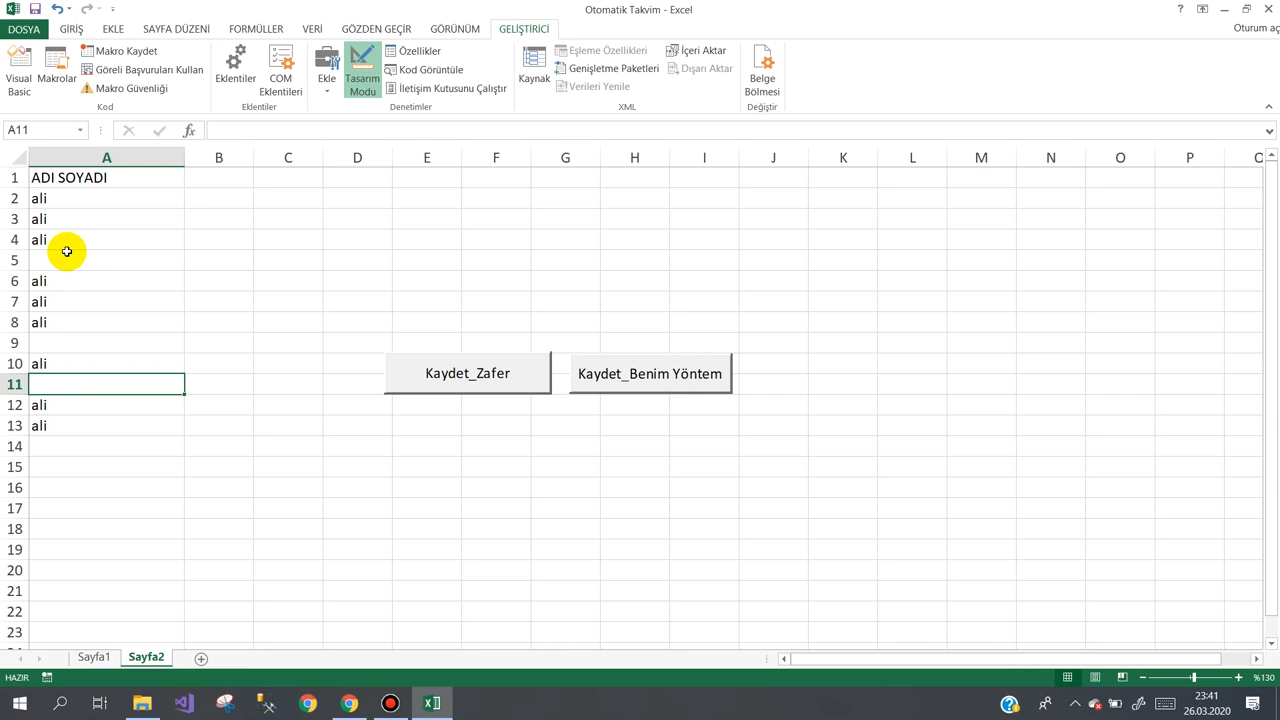 Otomatik Takvim - Excel
DOSYA GİRİŞ EKLE SAYFA DÜZENİ FORMÜLLER VERİ GÖZDEN GEÇİR GÖRÜNÜM GELİŞTİRİCİ
Oturum aç
Visual Basic
Makrolar
Makro Kaydet
Göreli Başvuruları Kullan
Makro Güvenliği
Kod
Eklentiler
COM Eklentileri
Eklentiler
Ekle
Tasarım Modu
Özellikler
Kod Görüntüle
İletişim Kutusunu Çalıştır
Denetimler
Kaynak
Eşleme Özellikleri
Genişletme Paketleri
Verileri Yenile
İçeri Aktar
Dışarı Aktar
XML
Belge Bölmesi
Değiştir
A11
fx
A B C D E F G H I J K L M N O P Q
1 ADI SOYADI
2 ali
3 ali
4 ali
5
6 ali
7 ali
8 ali
9
10 ali
11
12 ali
13 ali
14
15
16
17
18
19
20
21
22
23
Kaydet_Zafer
Kaydet_Benim Yöntem
Sayfa1 Sayfa2
HAZIR
%130
23:41
26.03.2020